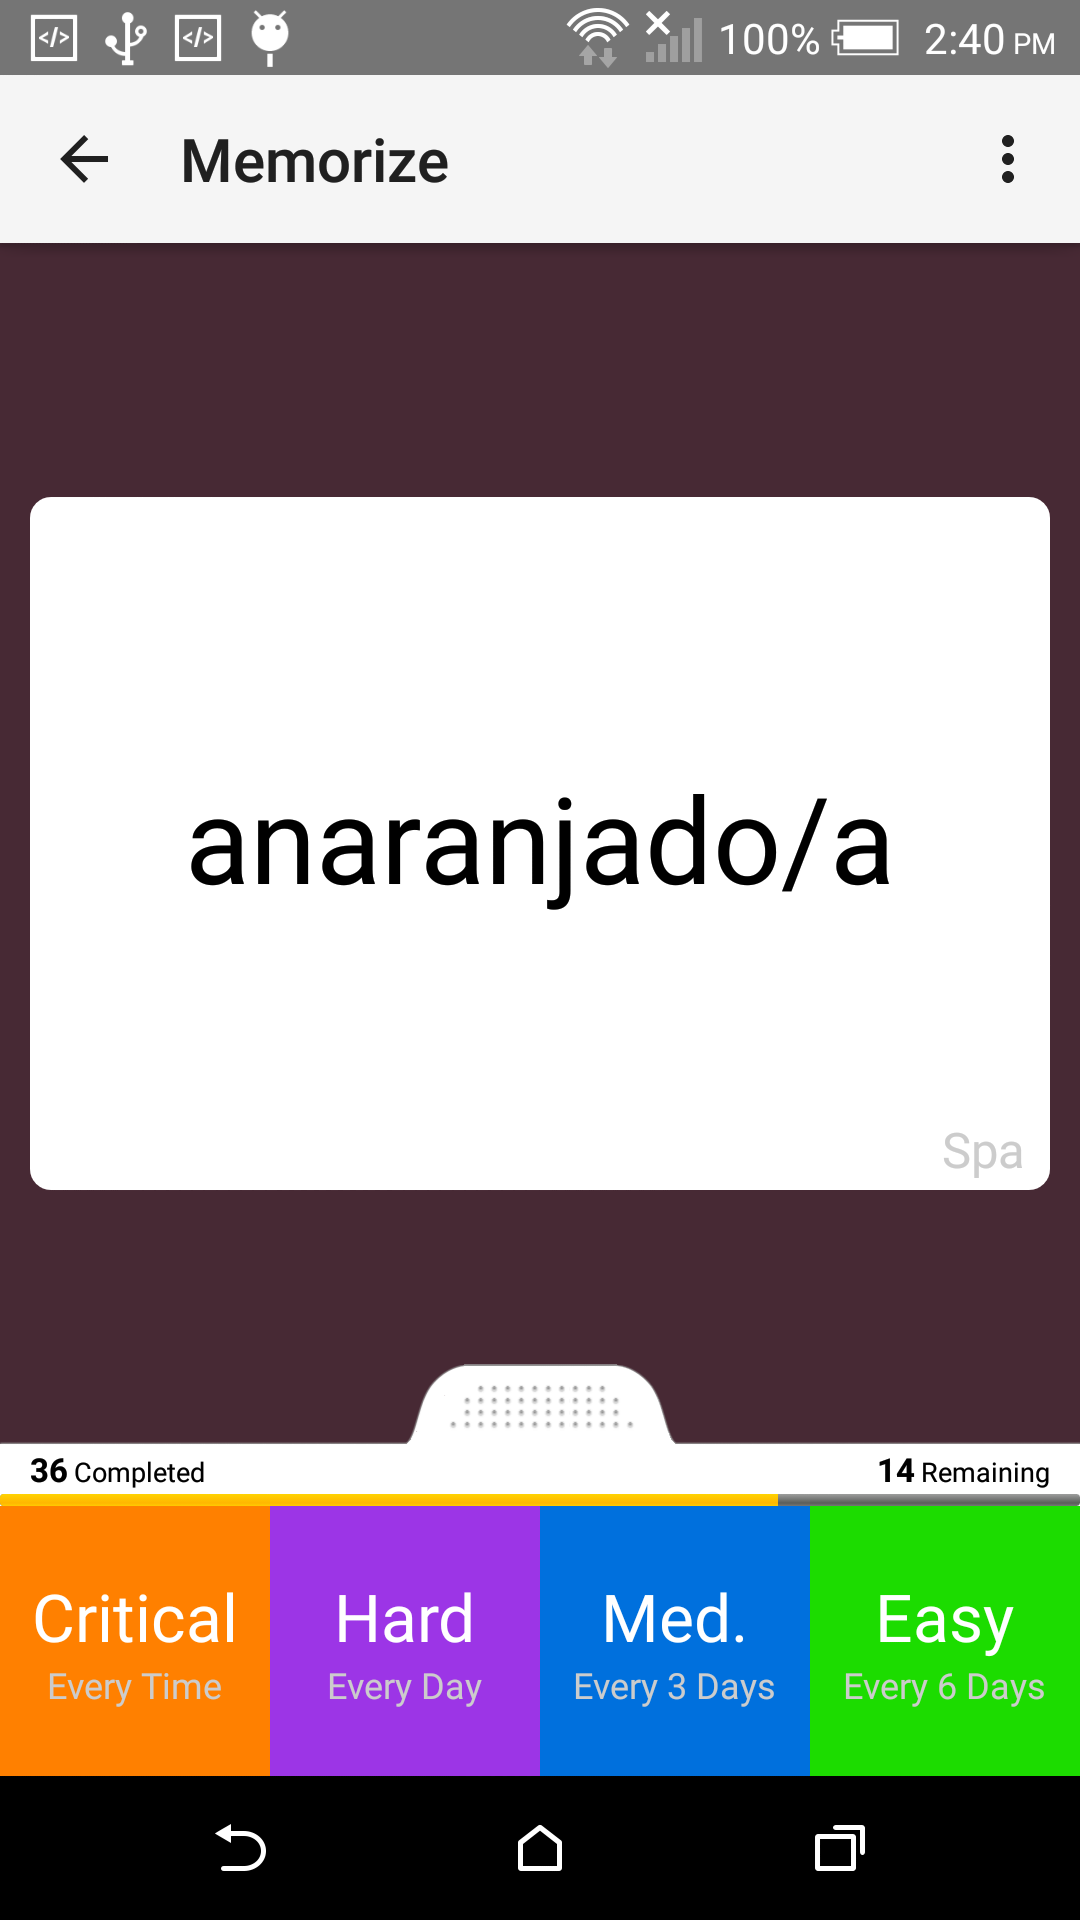 100% 2:40 PM
Memorize
anaranjado/a
Spa
36 Completed 14 Remaining
Critical Hard Med. Easy
Every Time Every Day Every 3 Days Every 6 Days